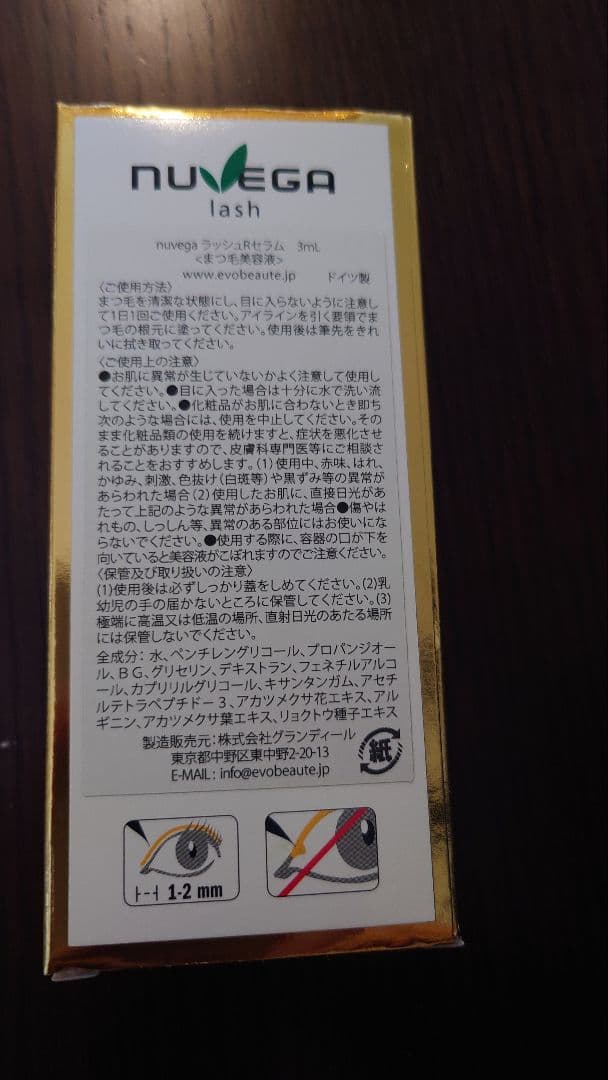 nuvega
lash
nuvega ラッシュRセラム　3mL
<まつ毛美容液>
www.evobeaute.jp　ドイツ製
〈ご使用方法〉
まつ毛を清潔な状態にし、目に入らないように注意し
て1日1回ご使用ください。アイラインを引く要領でま
つ毛の根元に塗ってください。使用後は筆先をきれ
いに拭き取ってください。
〈ご使用上の注意〉
●お肌に異常が生じていないかよく注意して使用し
てください。●目に入った場合は十分に水で洗い流
してください。●化粧品がお肌に合わないとき即ち
次のような場合には、使用を中止してください。その
まま化粧品類の使用を続けますと、症状を悪化させ
ることがありますので、皮膚科専門医等にご相談さ
れることをおすすめします。(1)使用中、赤味、はれ、
かゆみ、刺激、色抜け(白斑等)や黒ずみ等の異常が
あらわれた場合(2)使用したお肌に、直接日光があ
たって上記のような異常があらわれた場合●傷やは
れもの、しっしん等、異常のある部位にはお使いにな
らないでください。●使用する際に、容器の口が下を
向いていると美容液がこぼれますのでご注意ください。
〈保管及び取り扱いの注意〉
(1)使用後は必ずしっかり蓋をしめてください。(2)乳
幼児の手の届かないところに保管してください。(3)
極端に高温又は低温の場所、直射日光のあたる場所
には保管しないでください。
全成分：水、ペンチレングリコール、プロパンジオー
ル、BG、グリセリン、デキストラン、フェネチルアルコ
ール、カプリリルグリコール、キサンタンガム、アセチ
ルテトラペプチド－3、アカツメクサ花エキス、アル
ギニン、アカツメクサ葉エキス、リョクトウ種子エキス
製造販売元：株式会社グランディール
東京都中野区東中野2-20-13
E-MAIL : info@evobeaute.jp
紙
1-2 mm